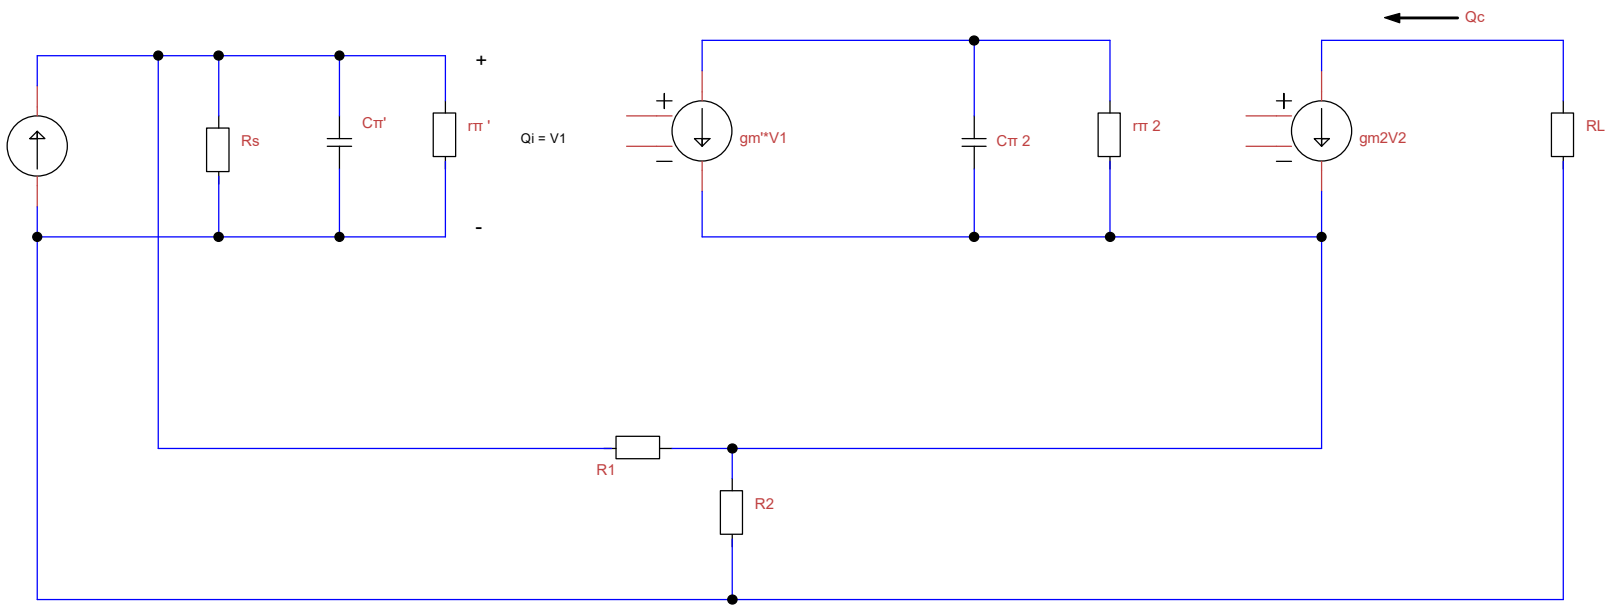 Qc
+
Cπ'
rπ '
Rs
Qi = V1
-
+
gm'*V1
−
Cπ 2
rπ 2
+
gm2V2
−
RL
R1
R2